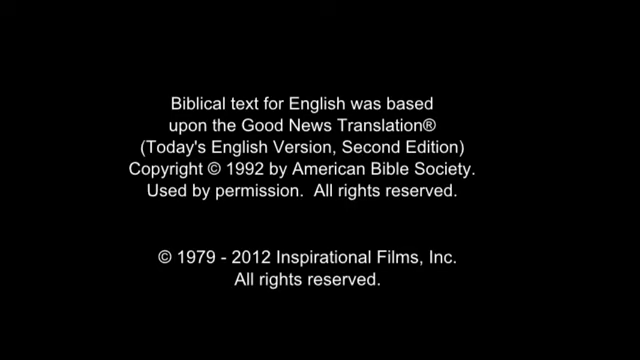 Biblical text for English was based
upon the Good News Translation®
(Today's English Version, Second Edition)
Copyright © 1992 by American Bible Society.
Used by permission.  All rights reserved.
© 1979 - 2012 Inspirational Films, Inc.
All rights reserved.